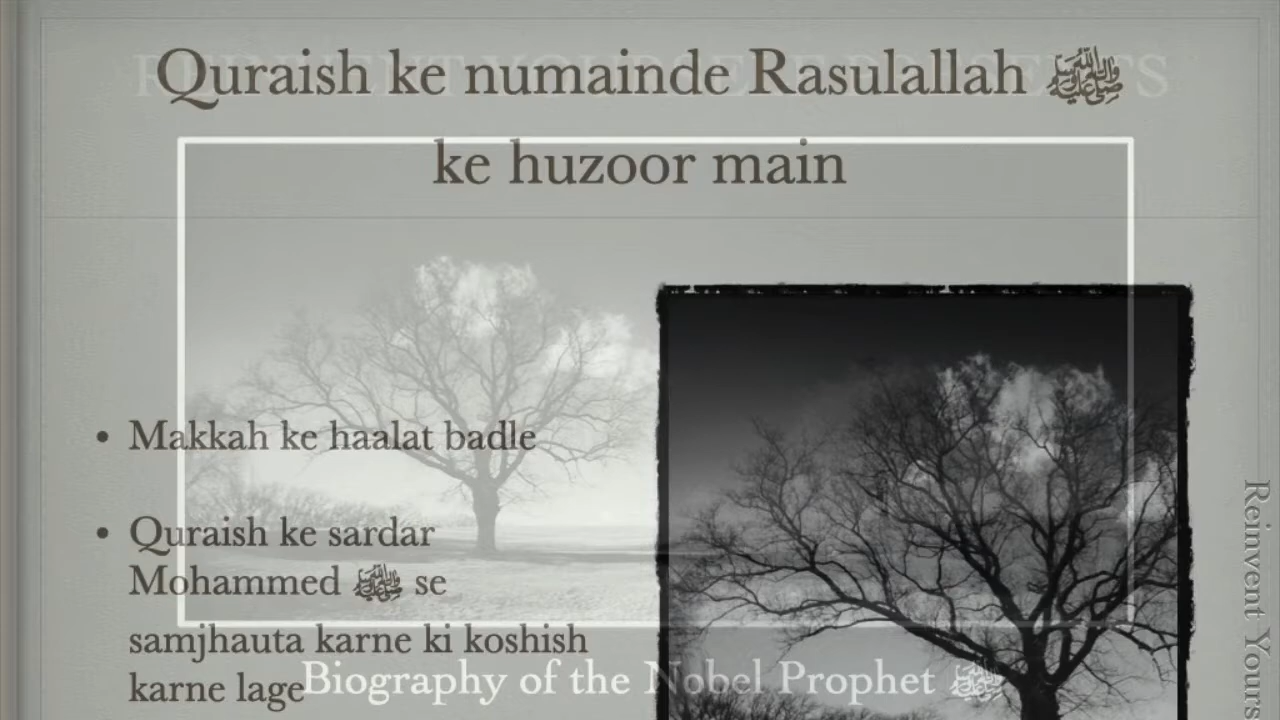 Quraish ke numainde Rasulallah ﷺ
ke huzoor main
• Makkah ke haalat badle
• Quraish ke sardar
Mohammed ﷺ se
samjhauta karne ki koshish
karne lage
Biography of the Nobel Prophet ﷺ
Reinvent Yours